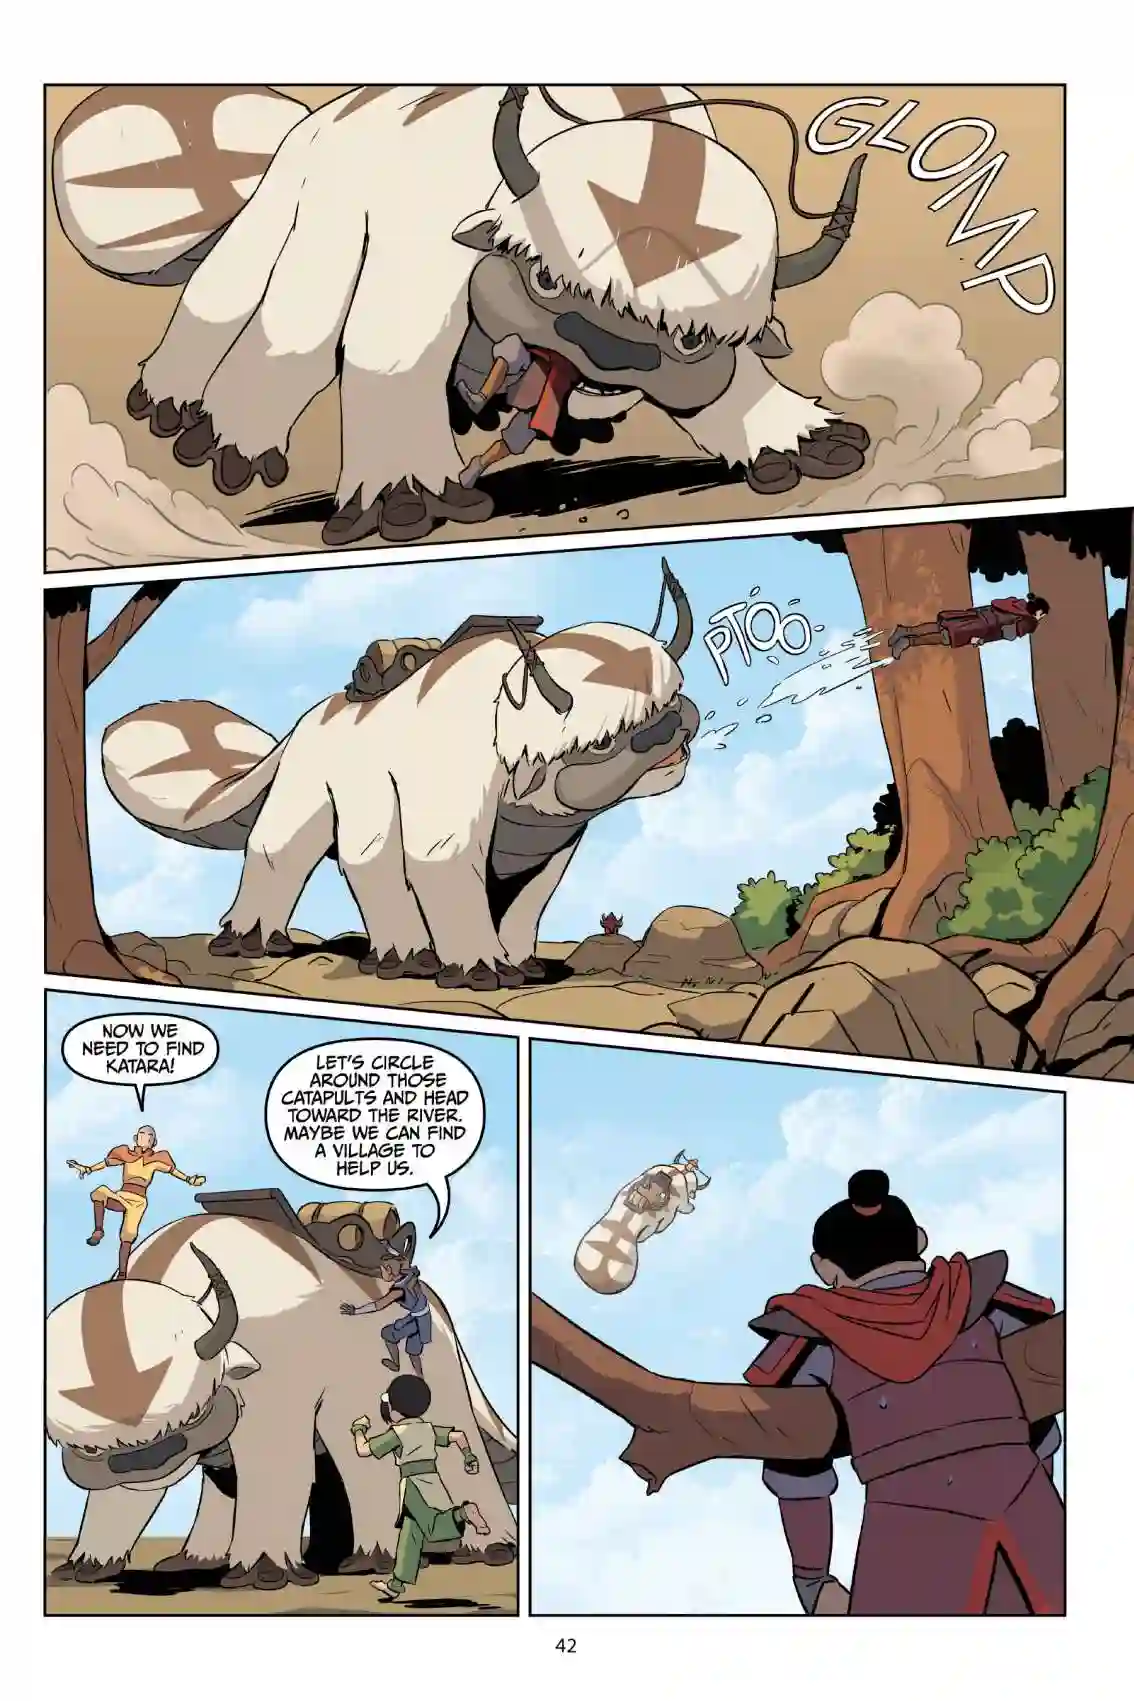 GLOMP
PTOO
NOW WE
NEED TO FIND
KATARA!
LET'S CIRCLE
AROUND THOSE
CATAPULTS AND HEAD
TOWARD THE RIVER.
MAYBE WE CAN FIND
A VILLAGE TO
HELP US.
42